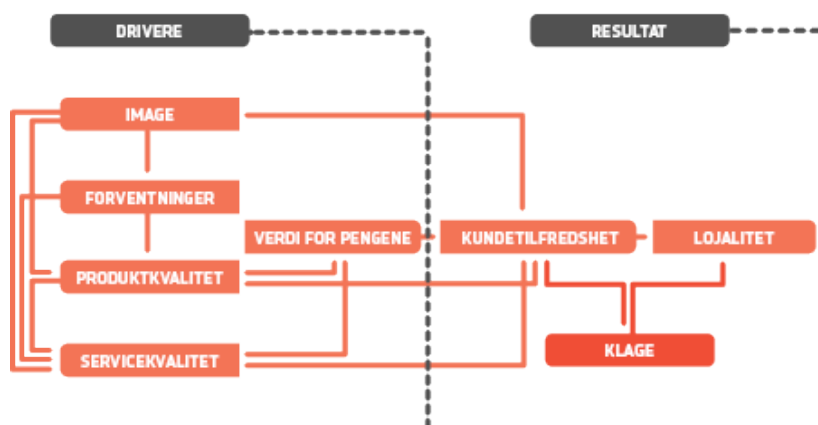 DRIVERE
RESULTAT
IMAGE
FORVENTNINGER
VERDI FOR PENGENE
KUNDETILFREDSHET
LOJALITET
PRODUKTKVALITET
SERVICEKVALITET
KLAGE